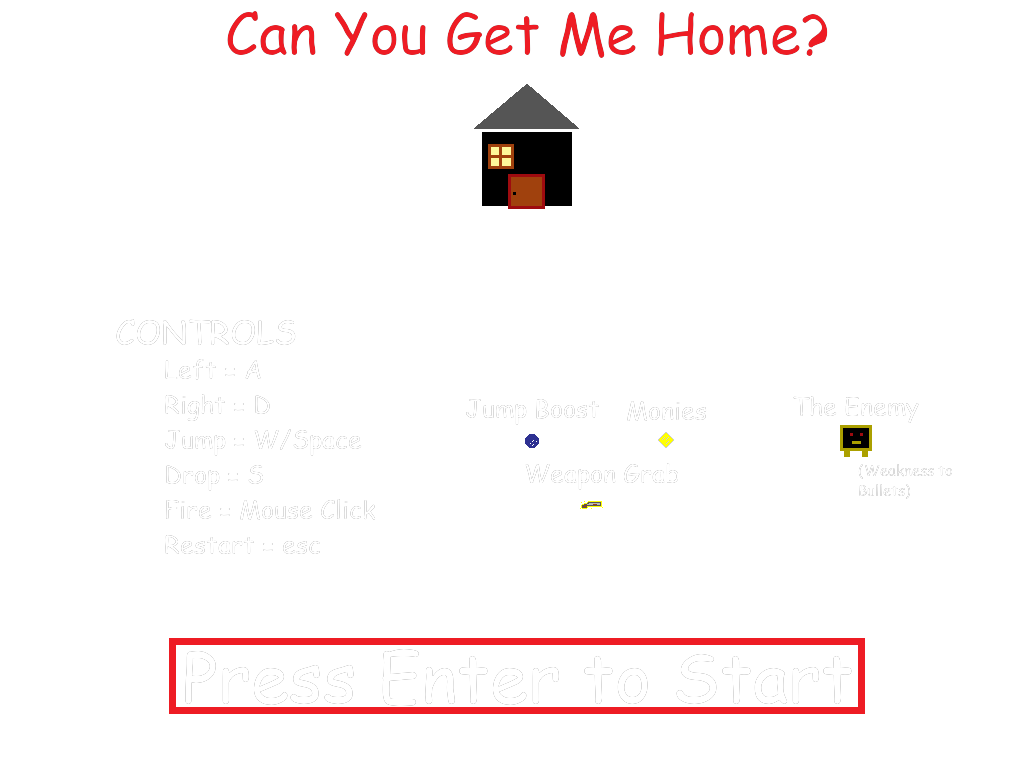 Can You Get Me Home?
CONTROLS
Left = A
Right = D
Jump = W/Space
Drop = S
Fire = Mouse Click
Restart = esc
Jump Boost
Monies
Weapon Grab
The Enemy
(Weakness to
Bullets)
Press Enter to Start